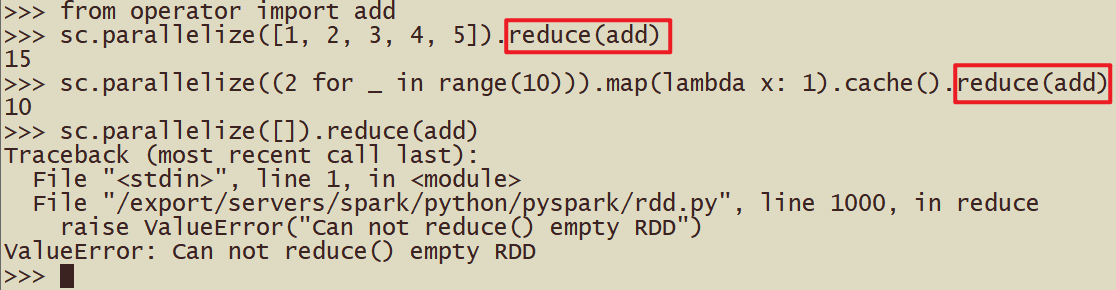 >>> from operator import add
>>> sc.parallelize([1, 2, 3, 4, 5]).reduce(add)
15
>>> sc.parallelize((2 for _ in range(10))).map(lambda x: 1).cache().reduce(add)
10
>>> sc.parallelize([]).reduce(add)
Traceback (most recent call last):
  File "<stdin>", line 1, in <module>
  File "/export/servers/spark/python/pyspark/rdd.py", line 1000, in reduce
    raise ValueError("Can not reduce() empty RDD")
ValueError: Can not reduce() empty RDD
>>>